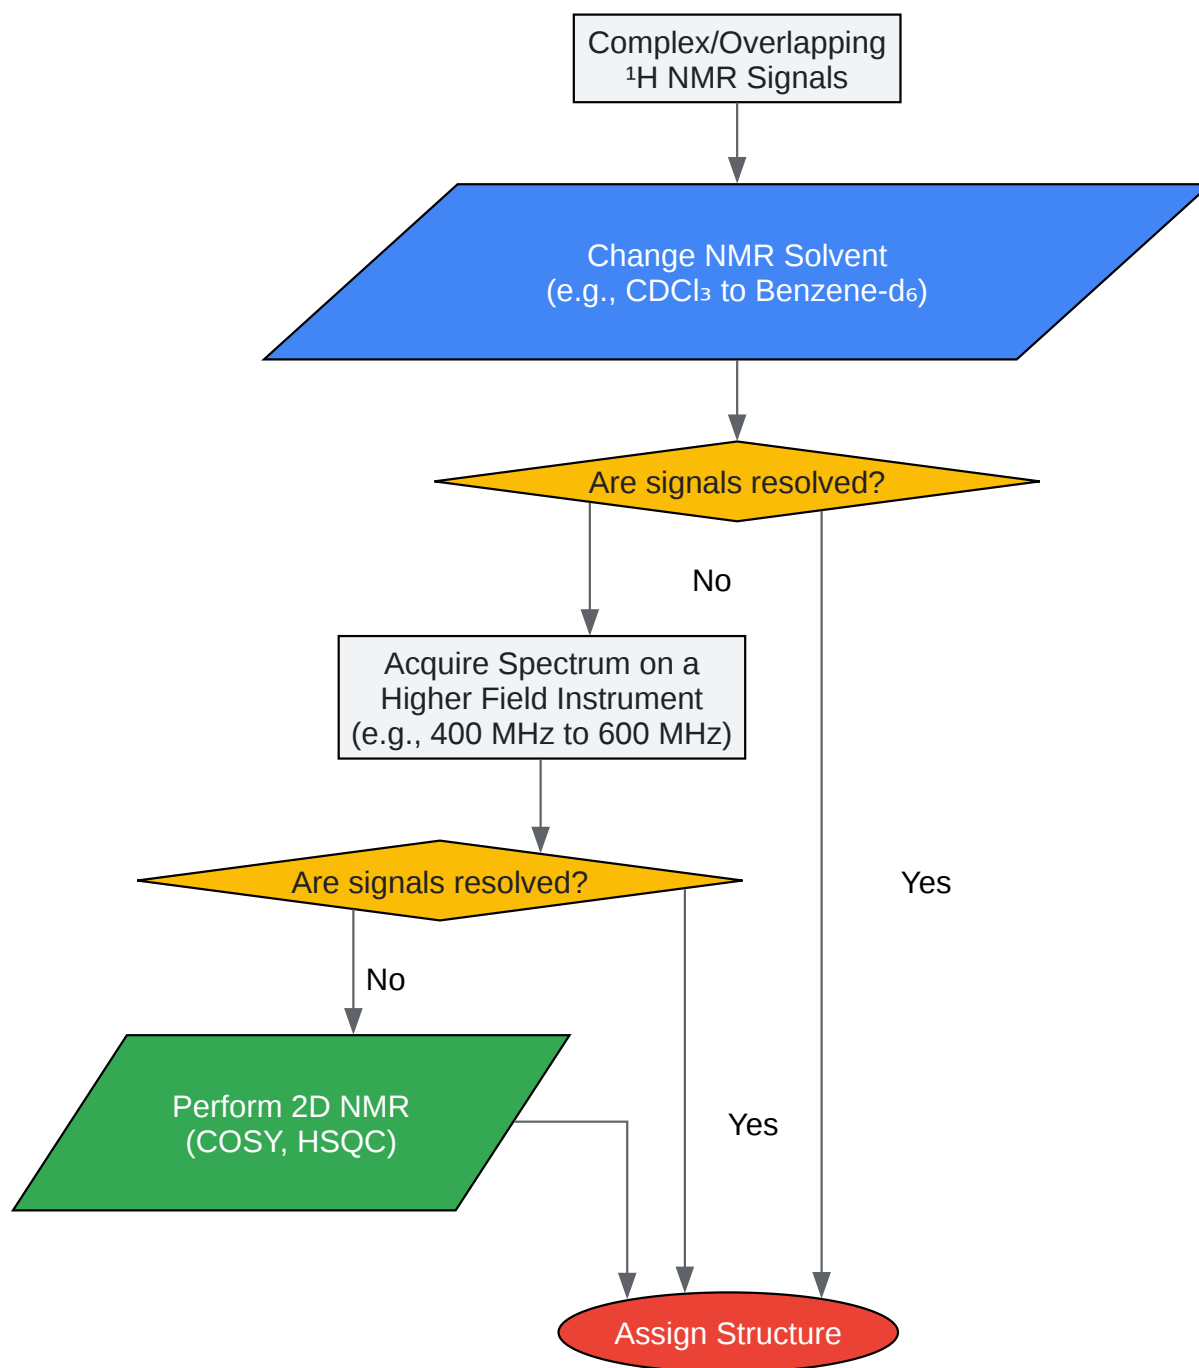 Complex/Overlapping
¹H NMR Signals
Change NMR Solvent
(e.g., CDCl₃ to Benzene-d₆)
Are signals resolved?
No
Acquire Spectrum on a
Higher Field Instrument
(e.g., 400 MHz to 600 MHz)
Are signals resolved?
Yes
No
Perform 2D NMR
(COSY, HSQC)
Yes
Assign Structure